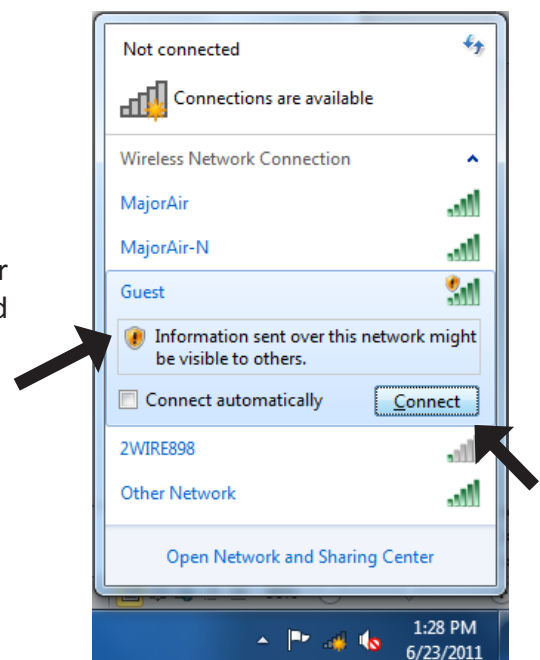 Not connected
Connections are available
Wireless Network Connection
MajorAir
MajorAir-N
Guest
Information sent over this network might
be visible to others.
Connect automatically
Connect
2WIRE898
Other Network
Open Network and Sharing Center
1:28 PM
6/23/2011